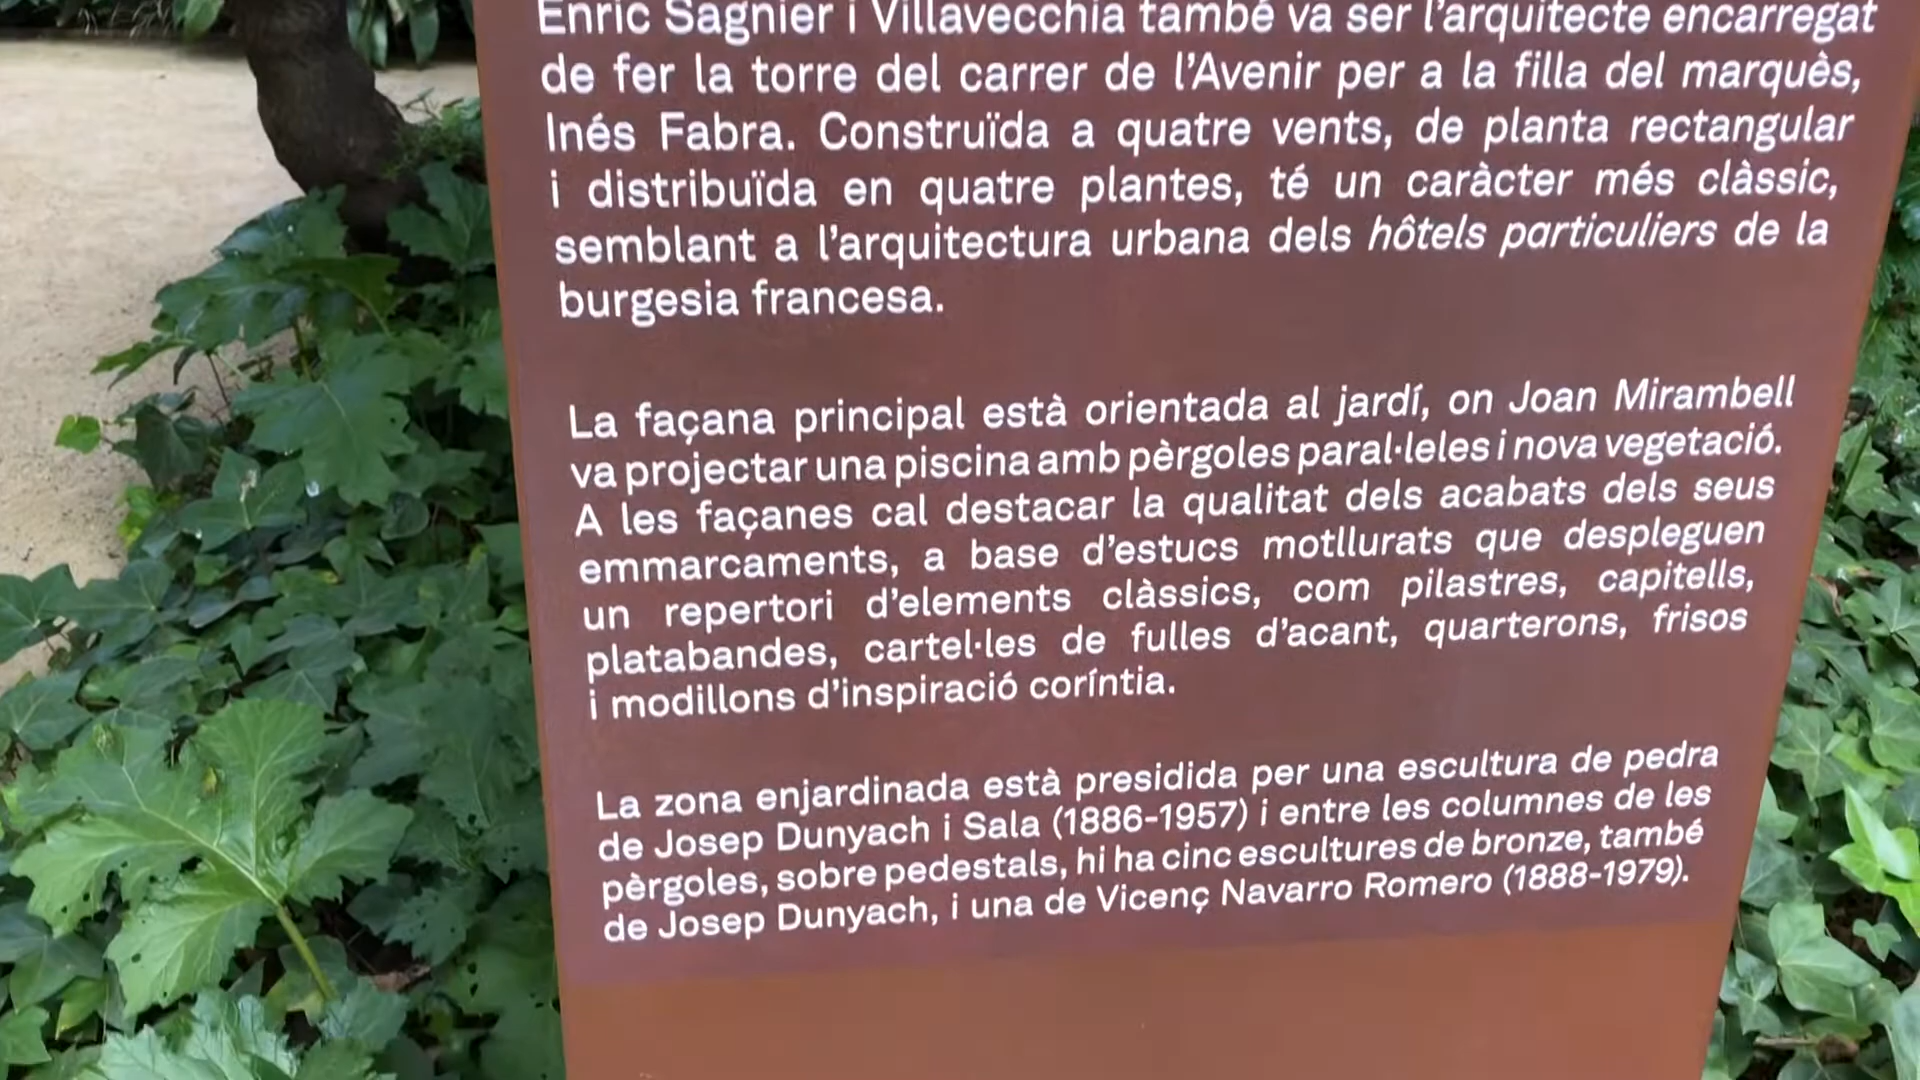 Enric Sagnier i Villavecchia també va ser l’arquitecte encarregat
de fer la torre del carrer de l’Avenir per a la filla del marquès,
Inés Fabra. Construïda a quatre vents, de planta rectangular
i distribuïda en quatre plantes, té un caràcter més clàssic,
semblant a l’arquitectura urbana dels hôtels particuliers de la
burgesia francesa.
La façana principal està orientada al jardí, on Joan Mirambell
va projectar una piscina amb pèrgoles paral·leles i nova vegetació.
A les façanes cal destacar la qualitat dels acabats dels seus
emmarcaments, a base d’estucs motllurats que despleguen
un repertori d’elements clàssics, com pilastres, capitells,
platabandes, cartel·les de fulles d’acant, quarterons, frisos
i modillons d’inspiració coríntia.
La zona enjardinada està presidida per una escultura de pedra
de Josep Dunyach i Sala (1886-1957) i entre les columnes de les
pèrgoles, sobre pedestals, hi ha cinc escultures de bronze, també
de Josep Dunyach, i una de Vicenç Navarro Romero (1888-1979).